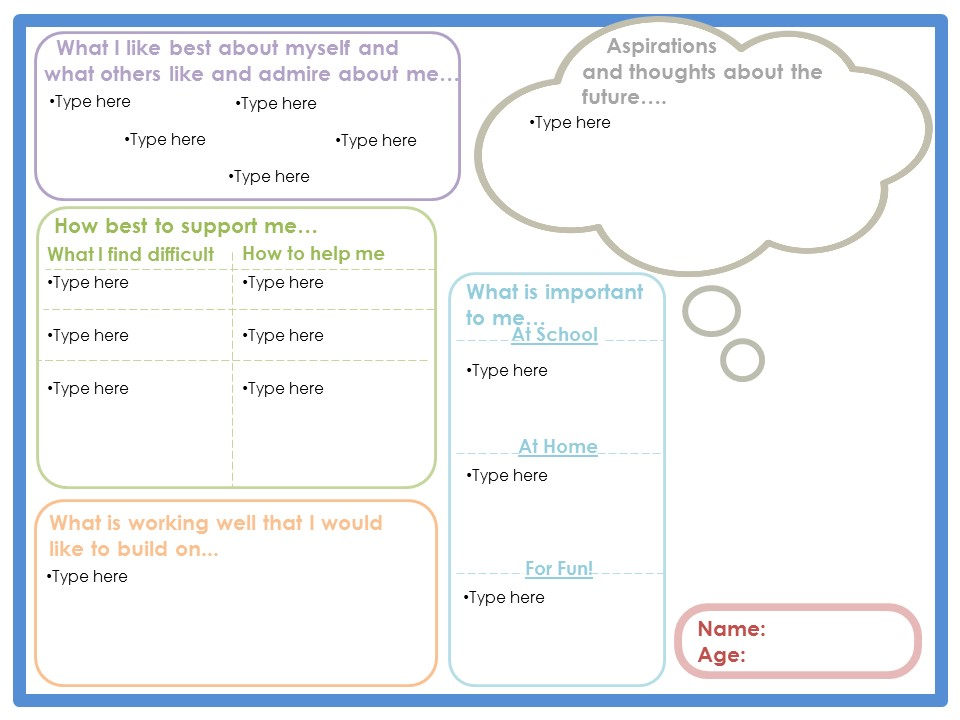 What I like best about myself and
what others like and admire about me…
•Type here
•Type here
•Type here
•Type here
•Type here
Aspirations
and thoughts about the
future….
•Type here
How best to support me…
What I find difficult
How to help me
•Type here
•Type here
•Type here
•Type here
•Type here
•Type here
What is important
to me…
At School
•Type here
At Home
•Type here
For Fun!
•Type here
What is working well that I would
like to build on...
•Type here
Name:
Age: